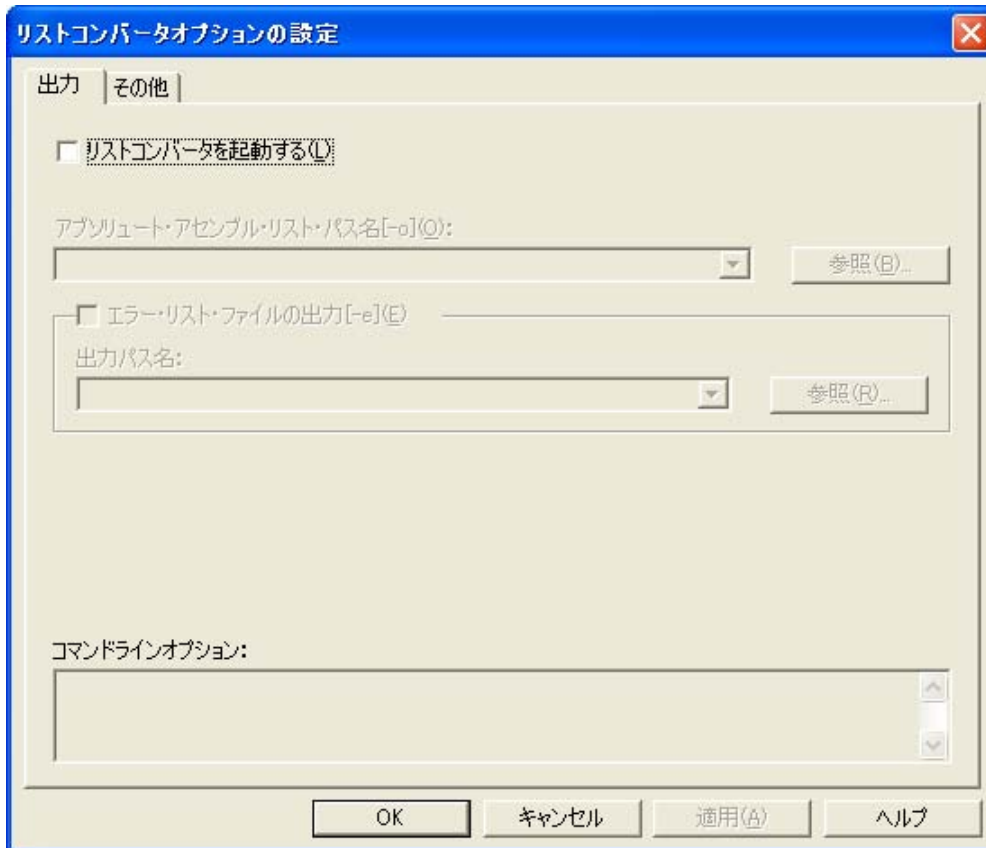 リストコンバータオプションの設定
出力 その他
リストコンバータを起動する(L)
アブソリュート・アセンブル・リスト・パス名[-o](O):
参照(B)...
エラー・リスト・ファイルの出力[-e](E)
出力パス名:
参照(R)...
コマンドラインオプション:
OK キャンセル 適用(A) ヘルプ